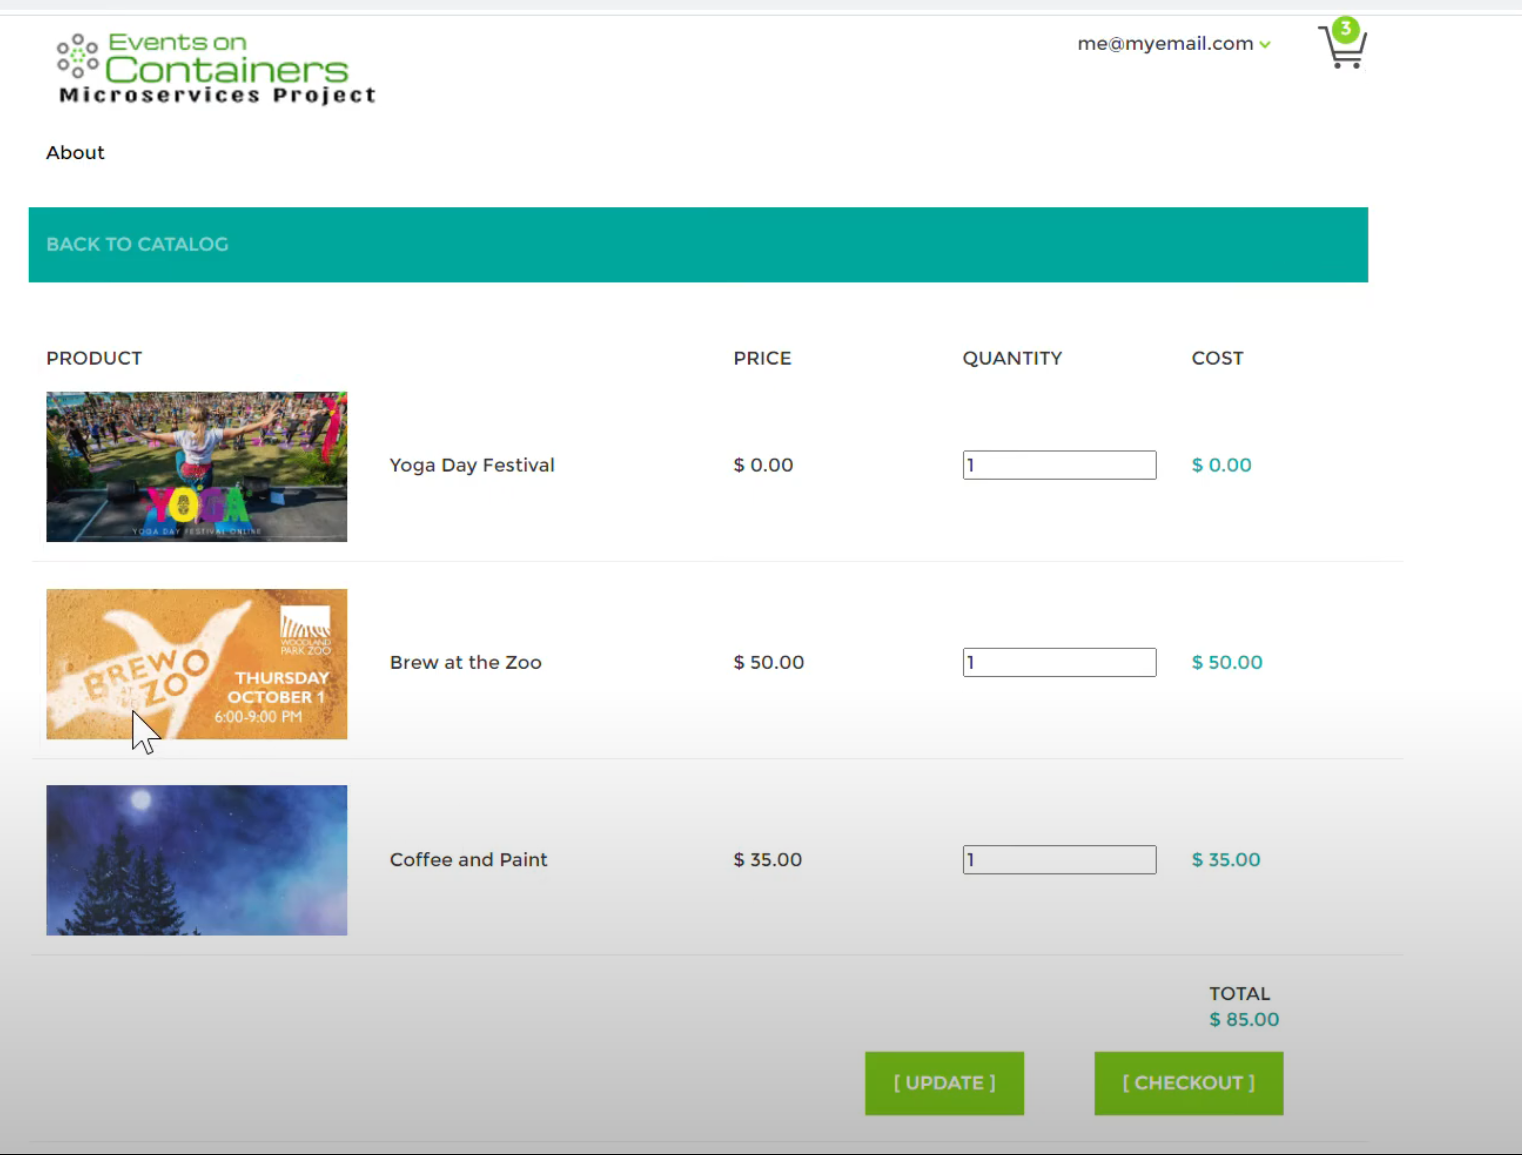 Events on
Containers
Microservices Project
me@myemail.com
3
About
BACK TO CATALOG
PRODUCT PRICE QUANTITY COST
YOGA
YOGA DAY FESTIVAL ONLINE
Yoga Day Festival $ 0.00 1 $ 0.00
WOODLAND
PARK ZOO
BREW
ZOO
THURSDAY
OCTOBER 1
6:00-9:00 PM
Brew at the Zoo $ 50.00 1 $ 50.00
Coffee and Paint $ 35.00 1 $ 35.00
TOTAL
$ 85.00
[ UPDATE ] [ CHECKOUT ]